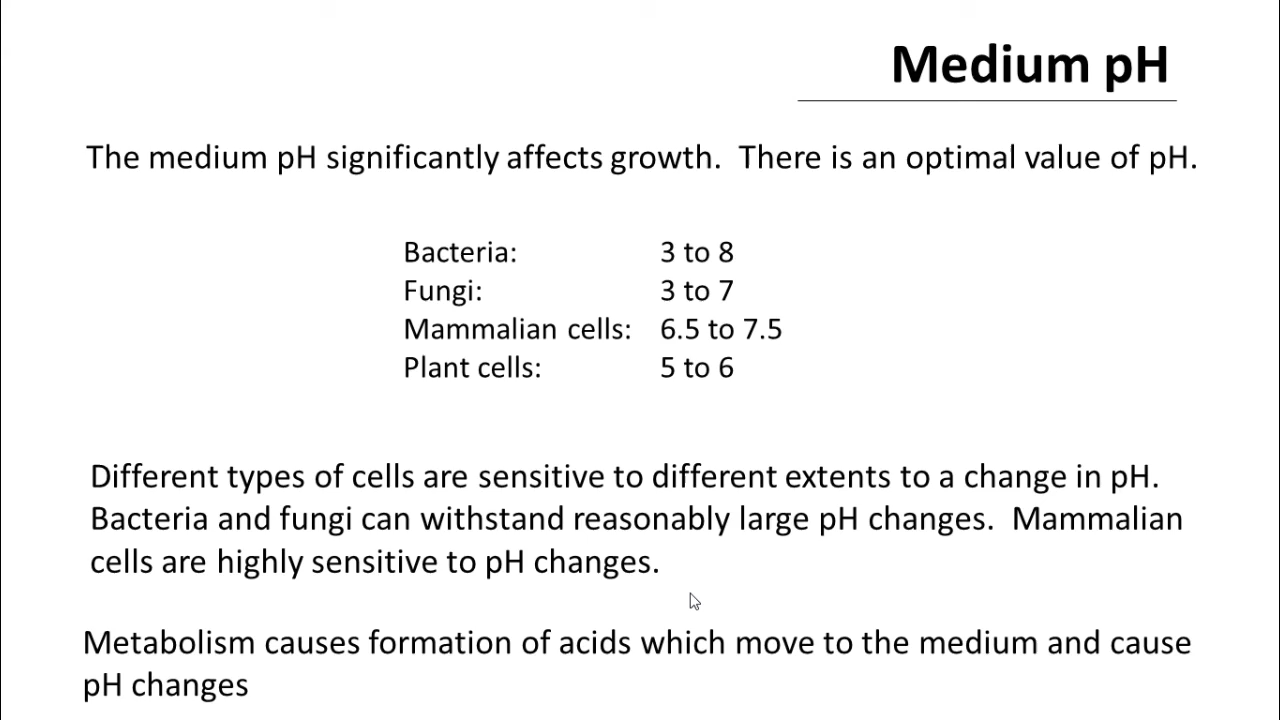 Medium pH
The medium pH significantly affects growth.  There is an optimal value of pH.
Bacteria: 3 to 8
Fungi: 3 to 7
Mammalian cells: 6.5 to 7.5
Plant cells: 5 to 6
Different types of cells are sensitive to different extents to a change in pH.
Bacteria and fungi can withstand reasonably large pH changes.  Mammalian
cells are highly sensitive to pH changes.
Metabolism causes formation of acids which move to the medium and cause
pH changes